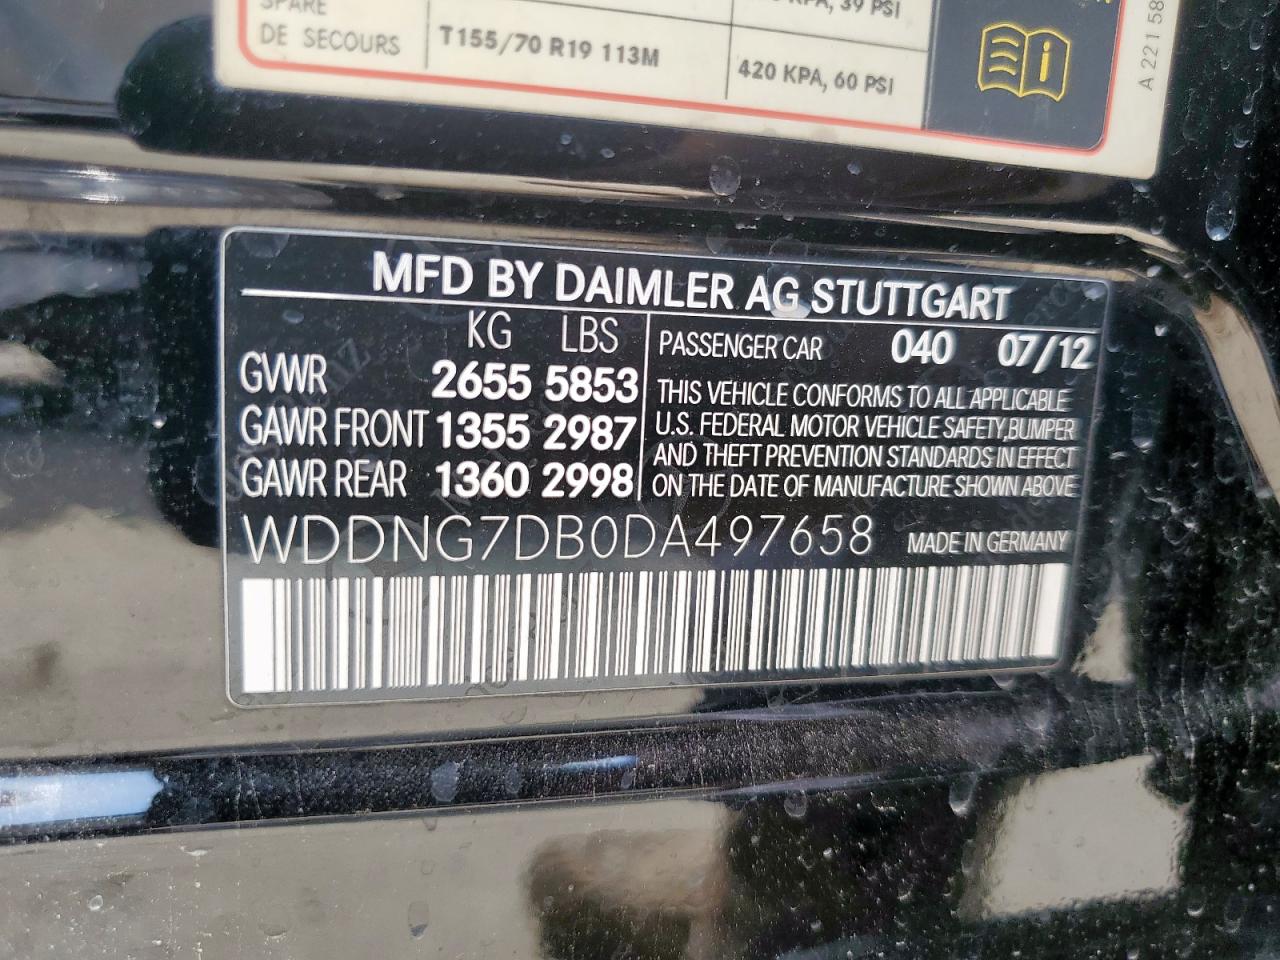 SPARE
DE SECOURS
T155/70 R19 113M
KPA, 39 PSI
420 KPA, 60 PSI
A 221 58
MFD BY DAIMLER AG STUTTGART
KG LBS
GVWR 2655 5853
GAWR FRONT 1355 2987
GAWR REAR 1360 2998
PASSENGER CAR 040 07/12
THIS VEHICLE CONFORMS TO ALL APPLICABLE
U.S. FEDERAL MOTOR VEHICLE SAFETY,BUMPER
AND THEFT PREVENTION STANDARDS IN EFFECT
ON THE DATE OF MANUFACTURE SHOWN ABOVE
WDDNG7DB0DA497658 MADE IN GERMANY